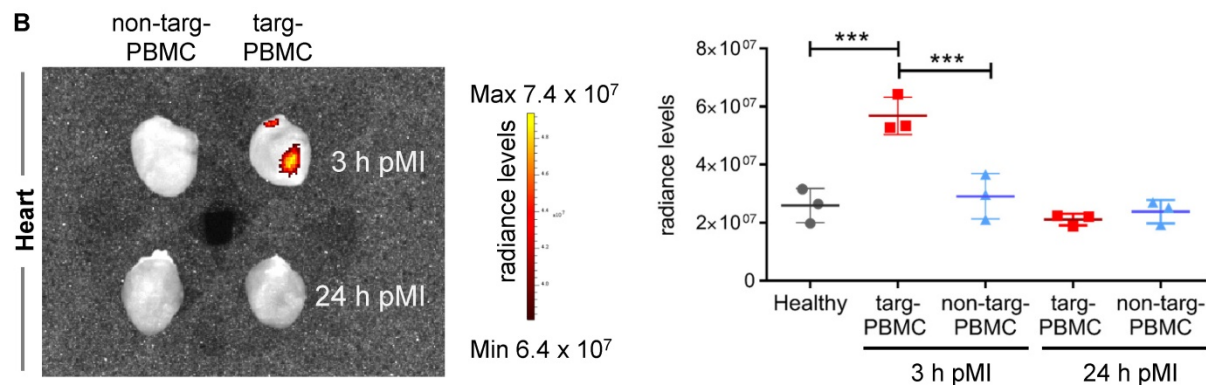 B
non-targ-
PBMC
targ-
PBMC
Heart
3 h pMI
24 h pMI
Max 7.4 x 10⁷
radiance levels
Min 6.4 x 10⁷
radiance levels
8×10⁰⁷
6×10⁰⁷
4×10⁰⁷
2×10⁰⁷
0
***
***
Healthy
targ-
PBMC
non-targ-
PBMC
targ-
PBMC
non-targ-
PBMC
3 h pMI
24 h pMI